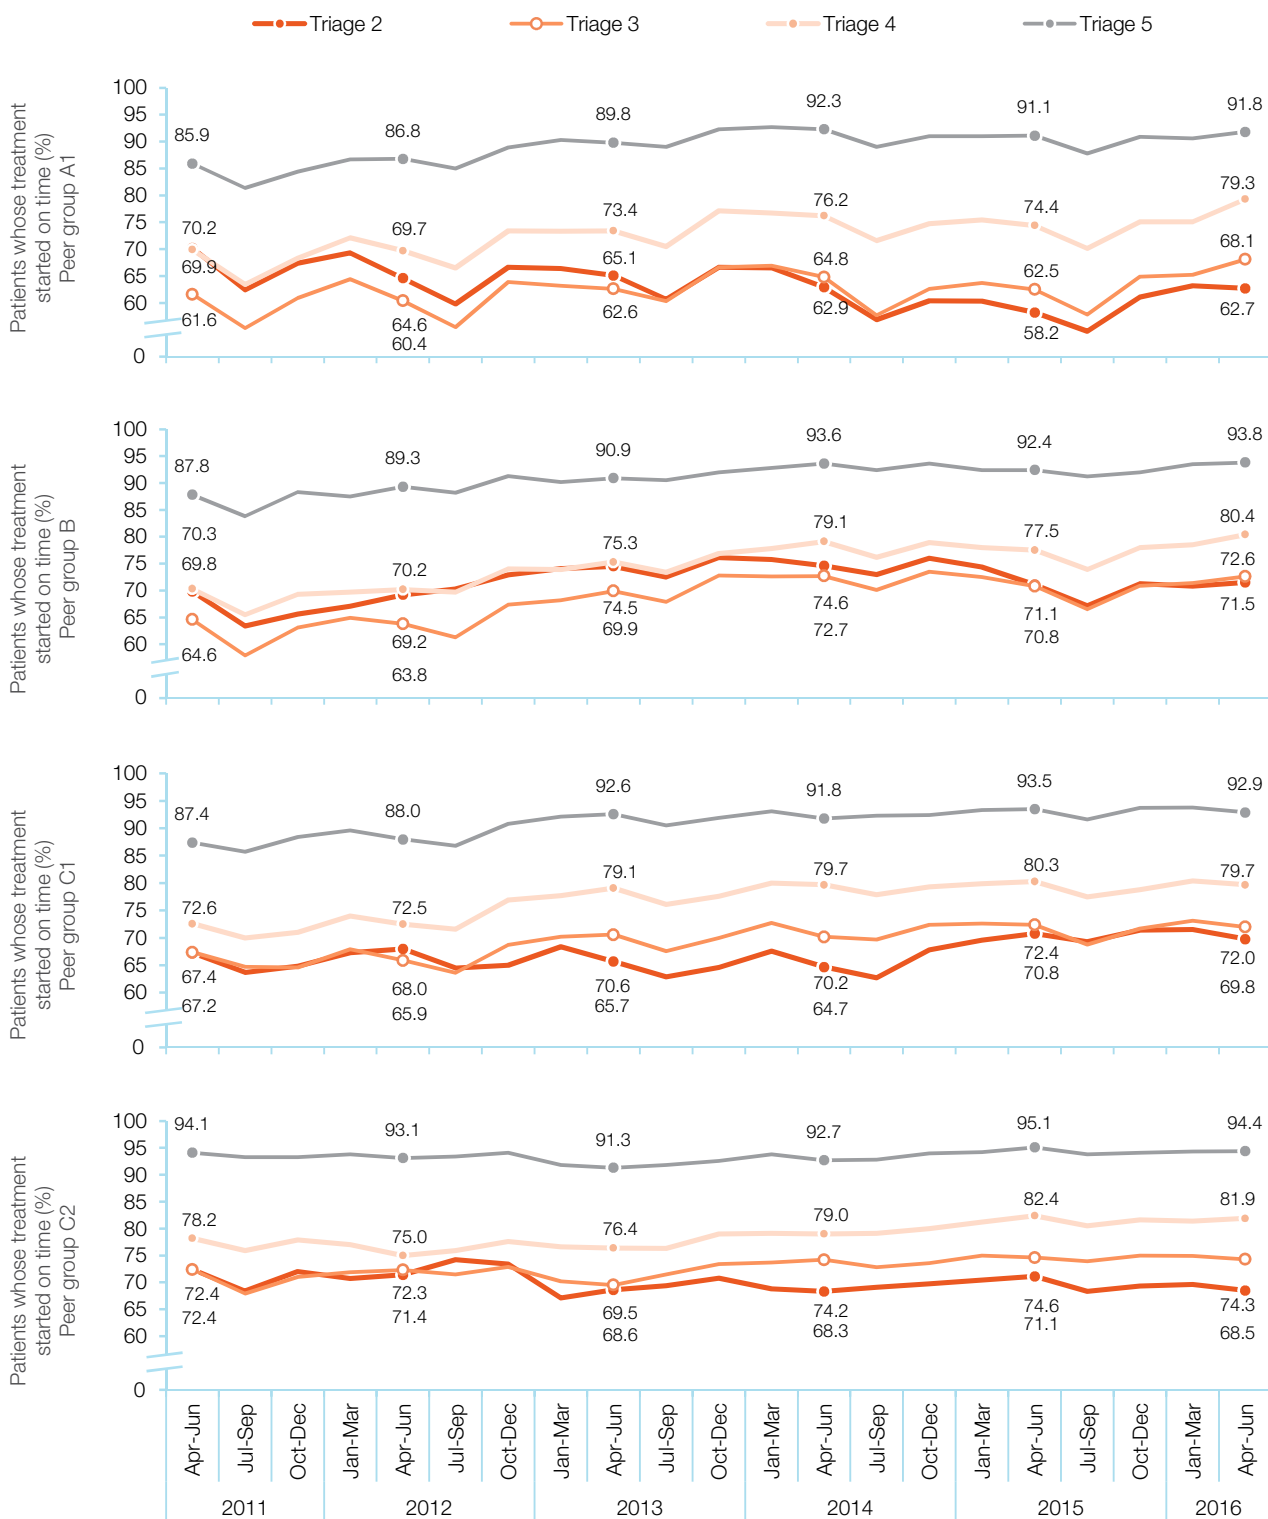 Triage 2 Triage 3 Triage 4 Triage 5
Patients whose treatment
started on time (%)
Peer group A1
100
95
90
85
80
75
70
65
60
0
85.9 86.8 89.8 92.3 91.1 91.8
70.2 69.7 73.4 76.2 74.4 79.3
69.9 65.1 64.8 62.5 68.1
61.6 64.6 62.6 62.9 58.2 62.7
60.4
Patients whose treatment
started on time (%)
Peer group B
100
95
90
85
80
75
70
65
60
0
87.8 89.3 90.9 93.6 92.4 93.8
70.3 70.2 75.3 79.1 77.5 80.4
69.8 72.6
64.6 69.2 74.5 74.6 71.1 71.5
63.8 69.9 72.7 70.8
Patients whose treatment
started on time (%)
Peer group C1
100
95
90
85
80
75
70
65
60
0
87.4 88.0 92.6 91.8 93.5 92.9
72.6 72.5 79.1 79.7 80.3 79.7
67.4 68.0 70.6 70.2 72.4 72.0
67.2 65.9 65.7 64.7 70.8 69.8
Patients whose treatment
started on time (%)
Peer group C2
100
95
90
85
80
75
70
65
60
0
94.1 93.1 91.3 92.7 95.1 94.4
78.2 75.0 76.4 79.0 82.4 81.9
72.4 72.3 69.5 74.2 74.6 74.3
72.4 71.4 68.6 68.3 71.1 68.5
Apr-Jun Jul-Sep Oct-Dec Jan-Mar Apr-Jun Jul-Sep Oct-Dec Jan-Mar Apr-Jun Jul-Sep Oct-Dec Jan-Mar Apr-Jun Jul-Sep Oct-Dec Jan-Mar Apr-Jun Jul-Sep Oct-Dec Jan-Mar Apr-Jun
2011 2012 2013 2014 2015 2016